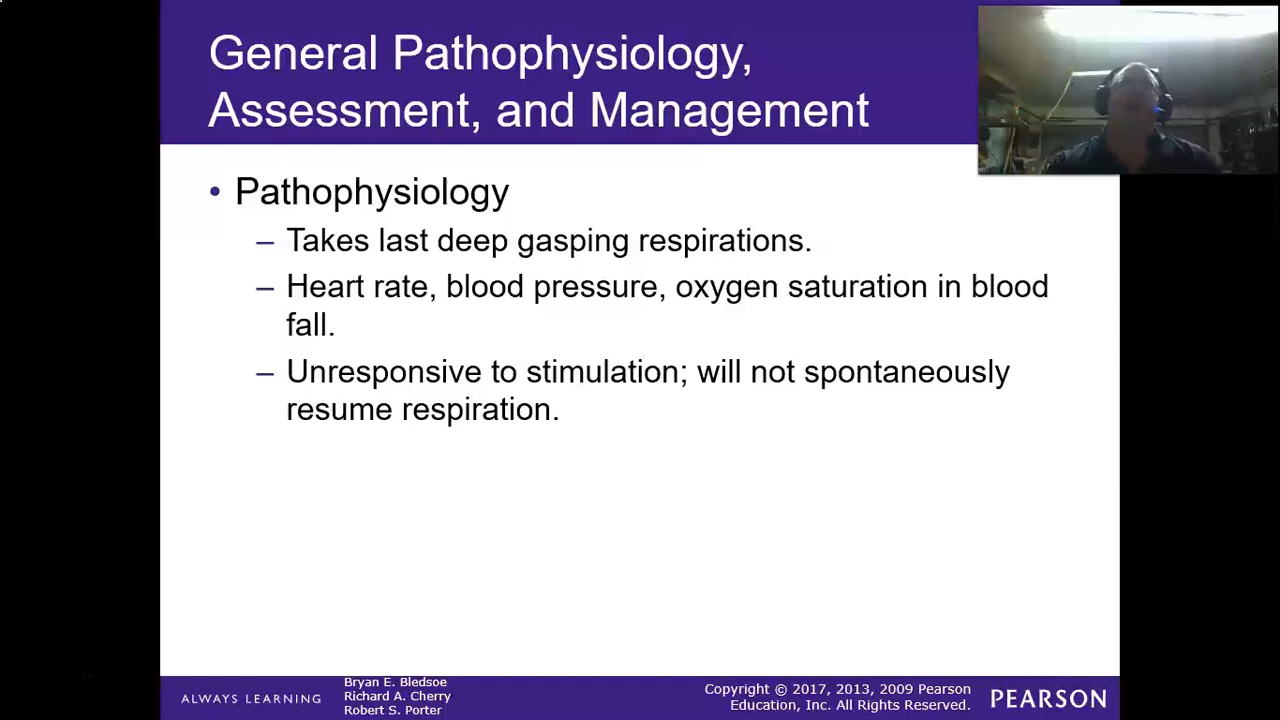 General Pathophysiology,
Assessment, and Management
• Pathophysiology
– Takes last deep gasping respirations.
– Heart rate, blood pressure, oxygen saturation in blood
fall.
– Unresponsive to stimulation; will not spontaneously
resume respiration.
ALWAYS LEARNING
Bryan E. Bledsoe
Richard A. Cherry
Robert S. Porter
Copyright © 2017, 2013, 2009 Pearson
Education, Inc. All Rights Reserved.
PEARSON